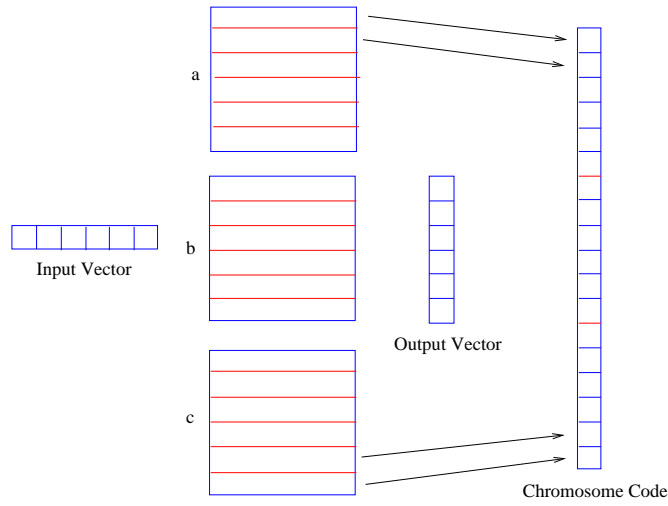 a
b
Input Vector
Output Vector
c
Chromosome Code